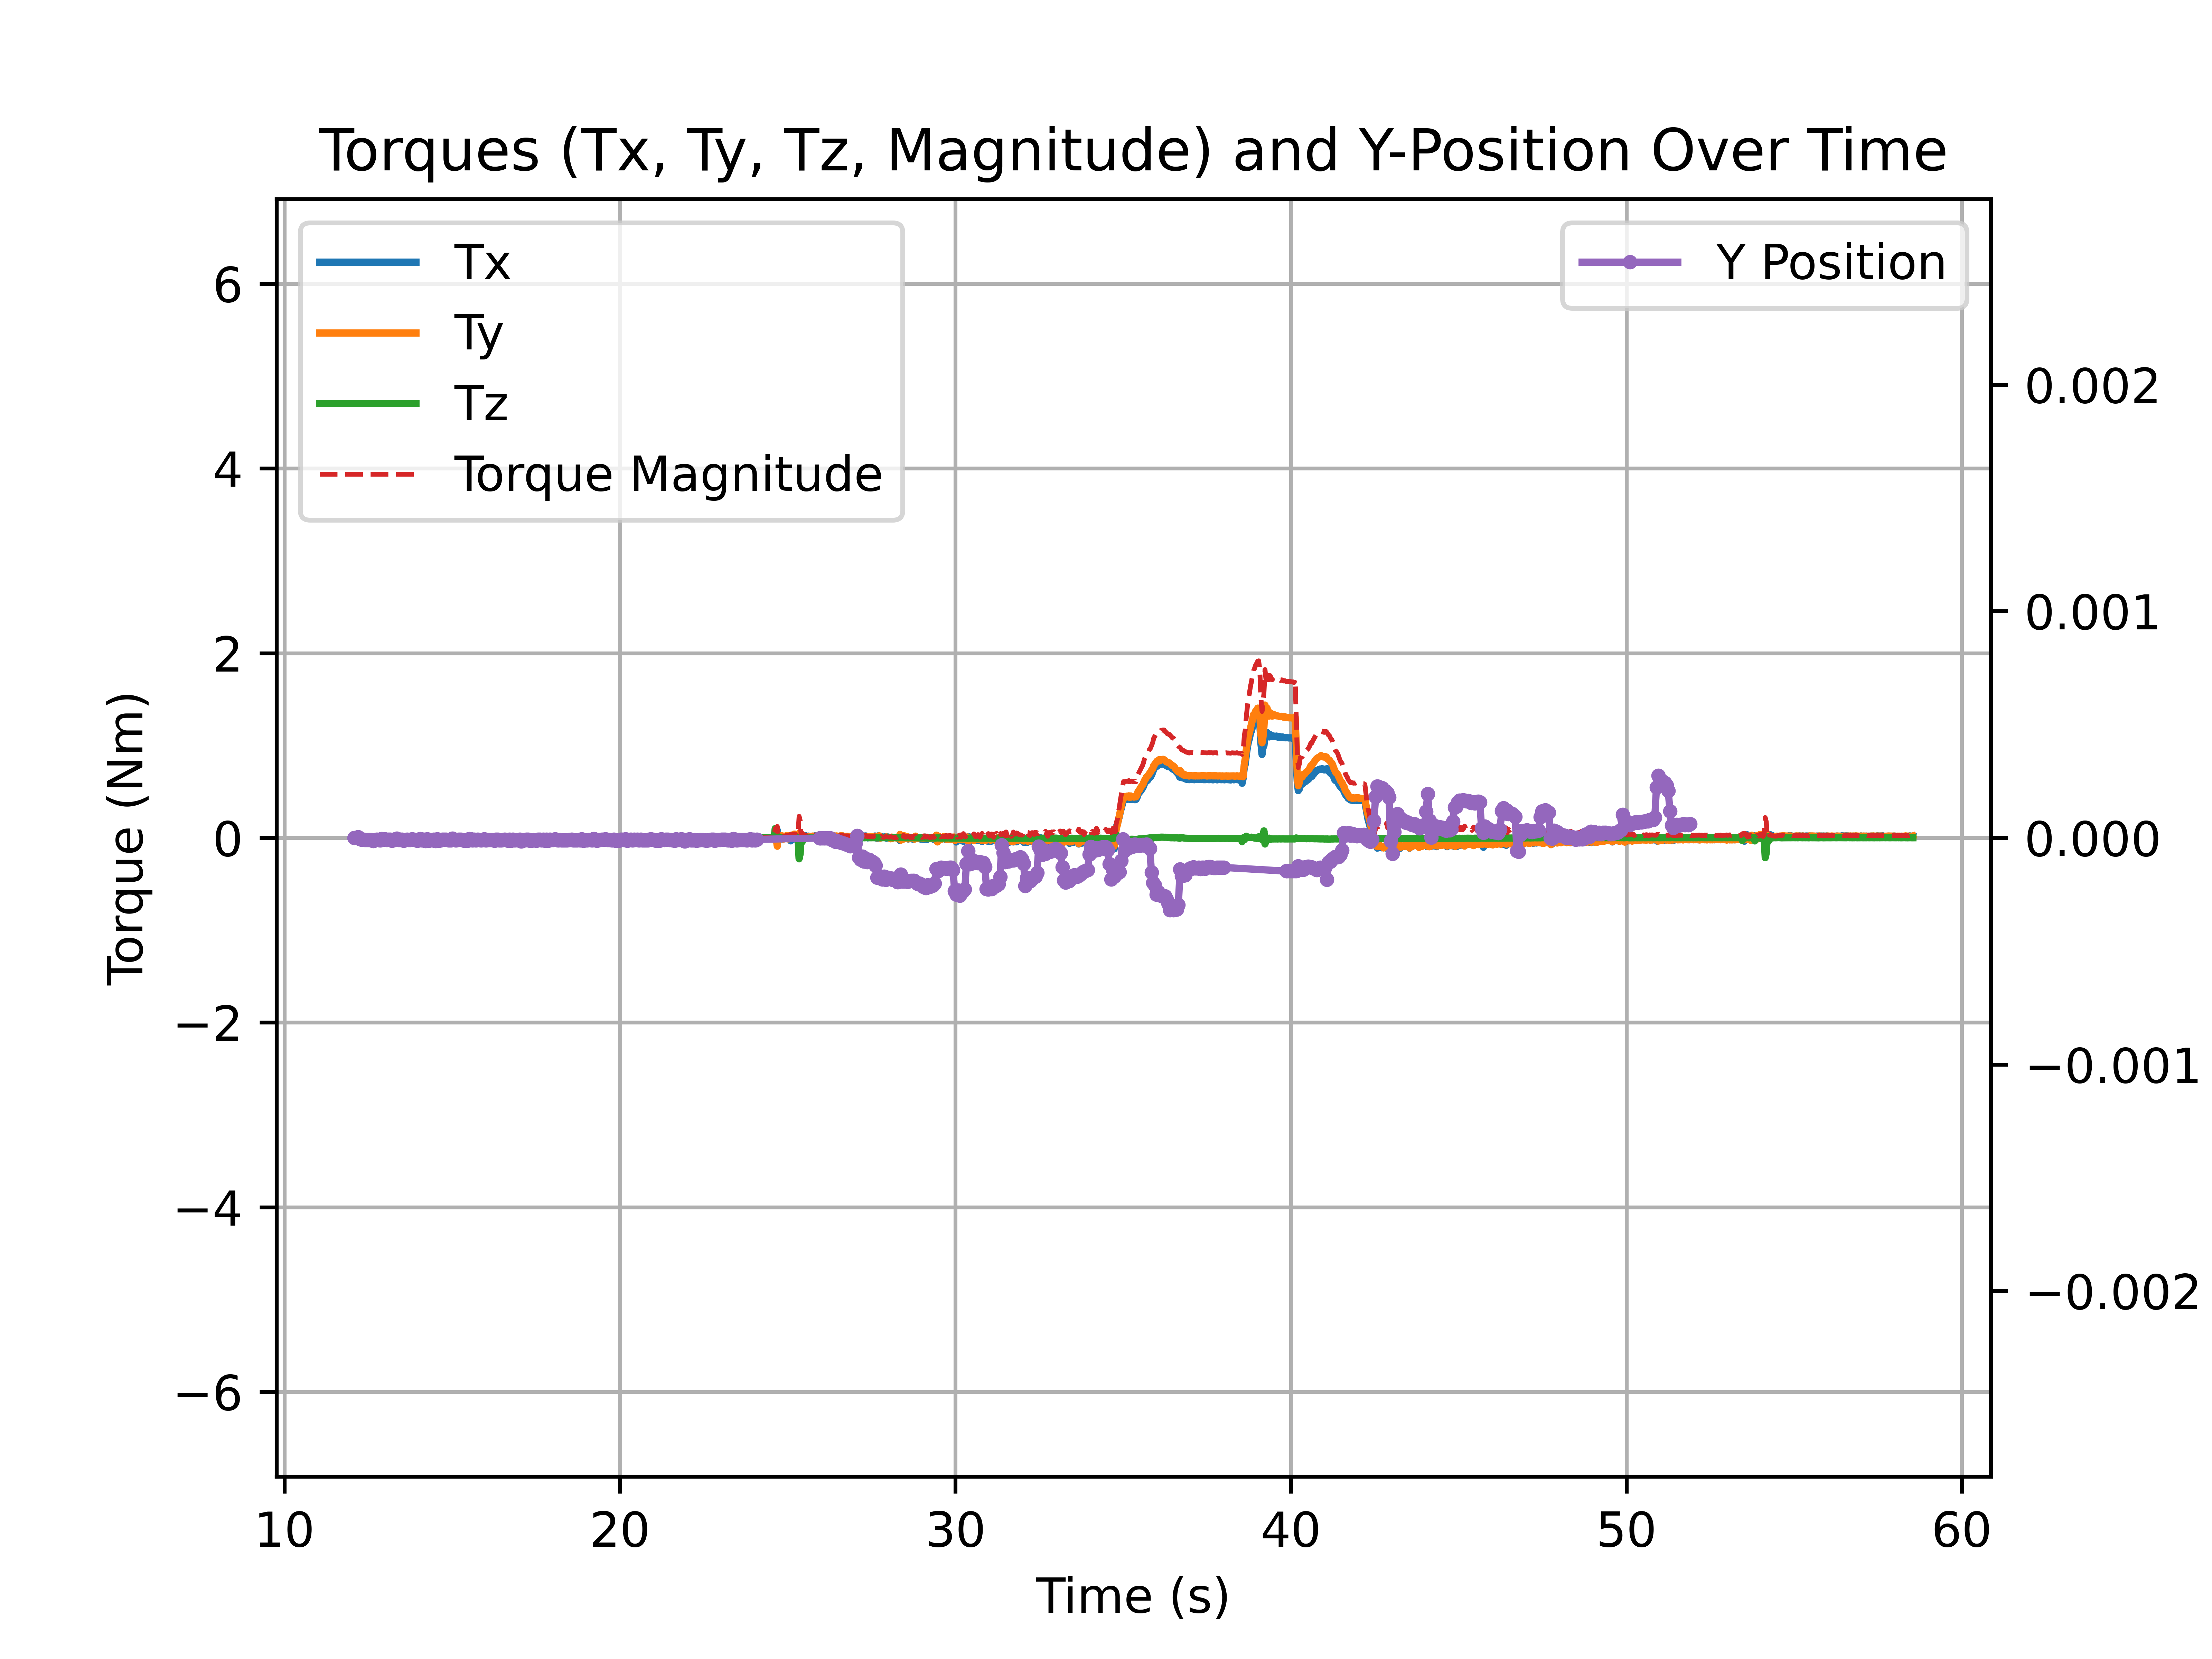 Torques (Tx, Ty, Tz, Magnitude) and Y-Position Over Time
Tx
Ty
Tz
Torque Magnitude
Y Position
6
4
2
0
−2
−4
−6
Torque (Nm)
0.002
0.001
0.000
−0.001
−0.002
10 20 30 40 50 60
Time (s)